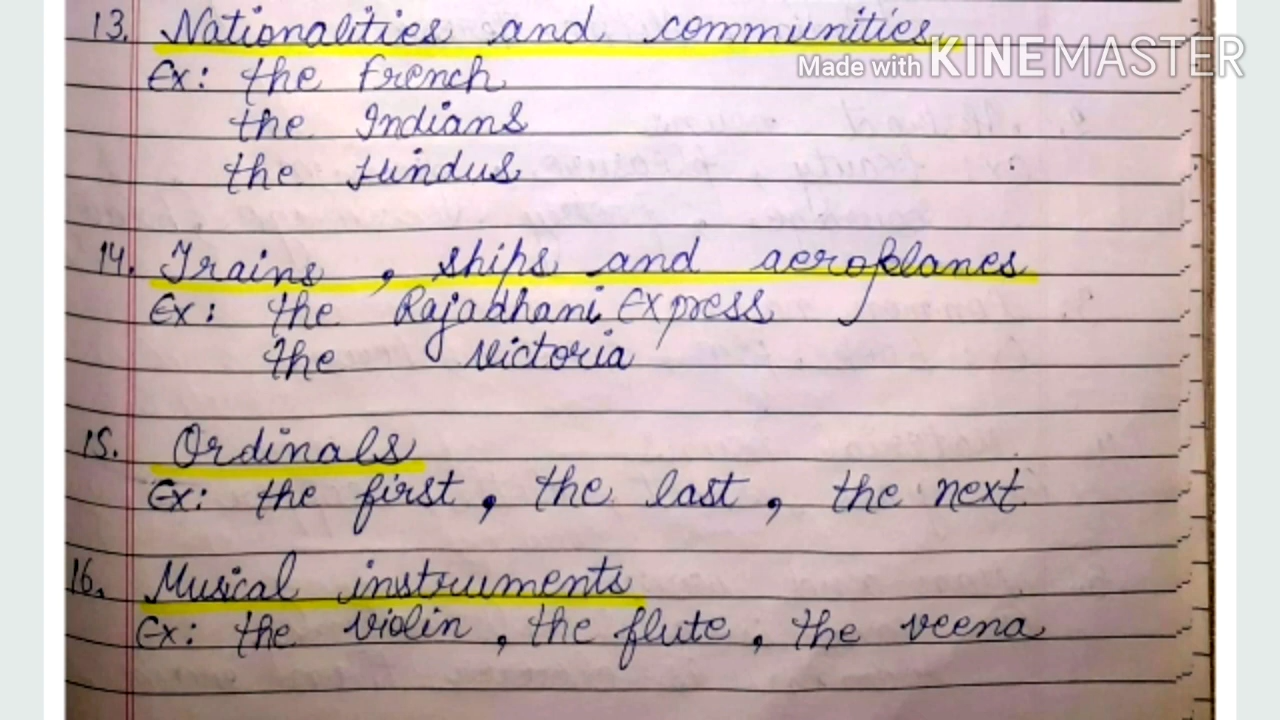 13. Nationalities and communities.
Made with KINEMASTER
Ex: the French
the Indians
the Hindus
14. Trains, ships and aeroplanes
Ex: the Rajadhani Express
the Victoria
15. Ordinals
Ex: the first, the last, the next
16. Musical instruments
Ex: the violin, the flute, the veena